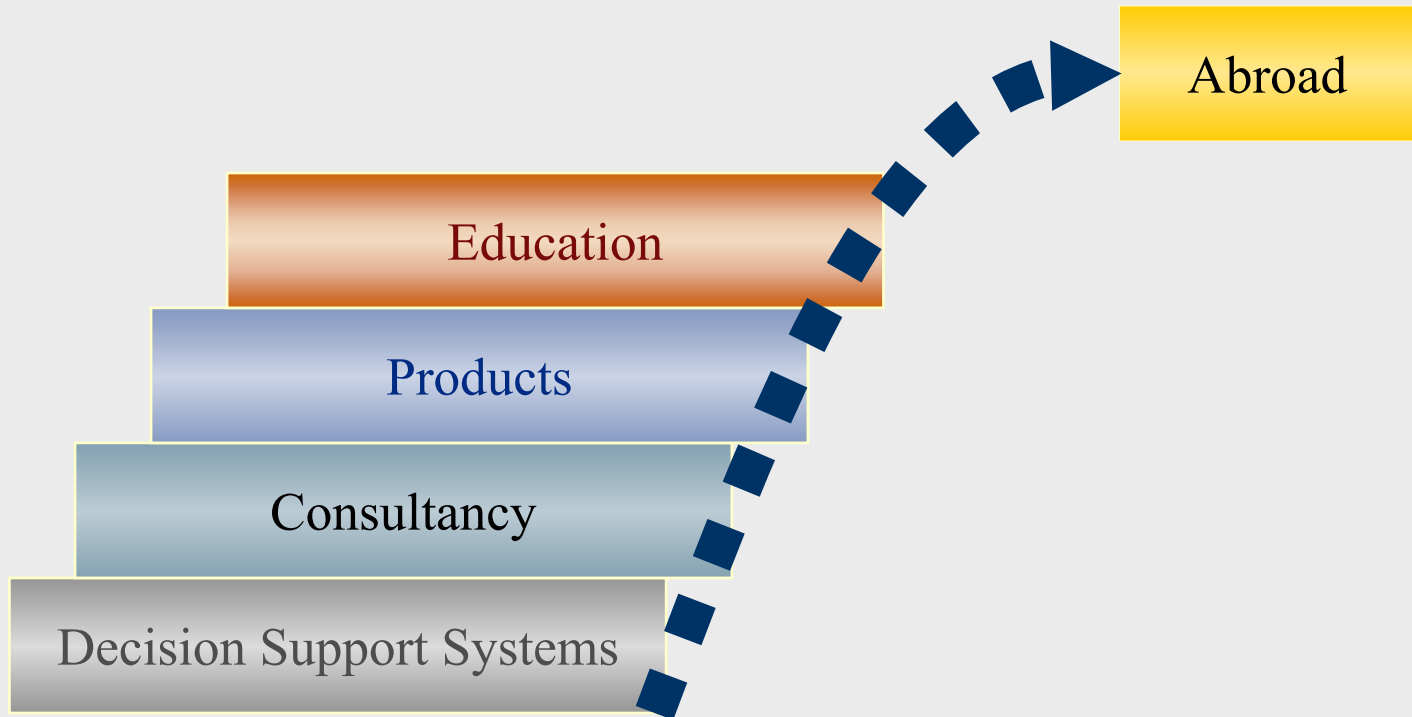 Abroad
Education
Products
Consultancy
Decision Support Systems